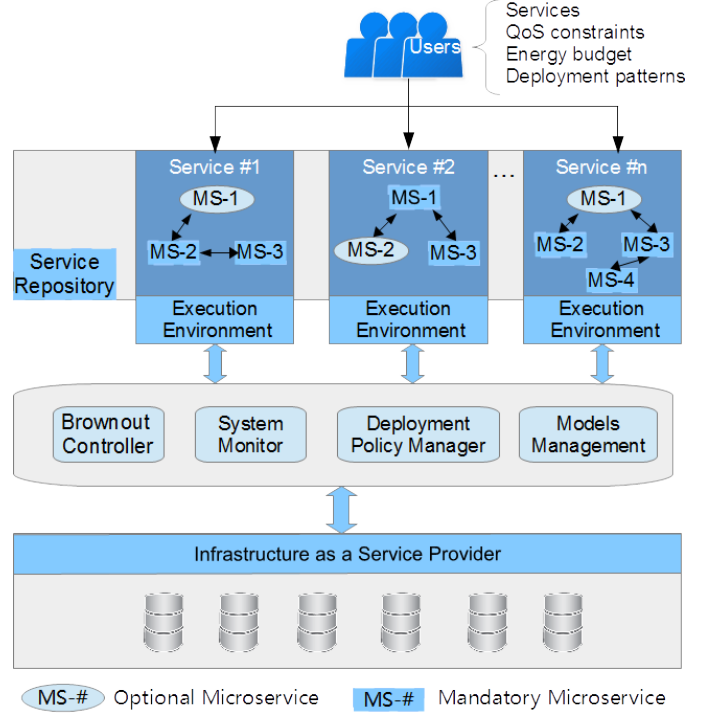 Services
QoS constraints
Energy budget
Deployment patterns
Users
Service #1
MS-1
MS-2
MS-3
Service #2
MS-1
MS-2
MS-3
...
Service #n
MS-1
MS-2
MS-3
MS-4
Service
Repository
Execution
Environment
Execution
Environment
Execution
Environment
Brownout
Controller
System
Monitor
Deployment
Policy Manager
Models
Management
Infrastructure as a Service Provider
MS-# Optional Microservice
MS-# Mandatory Microservice